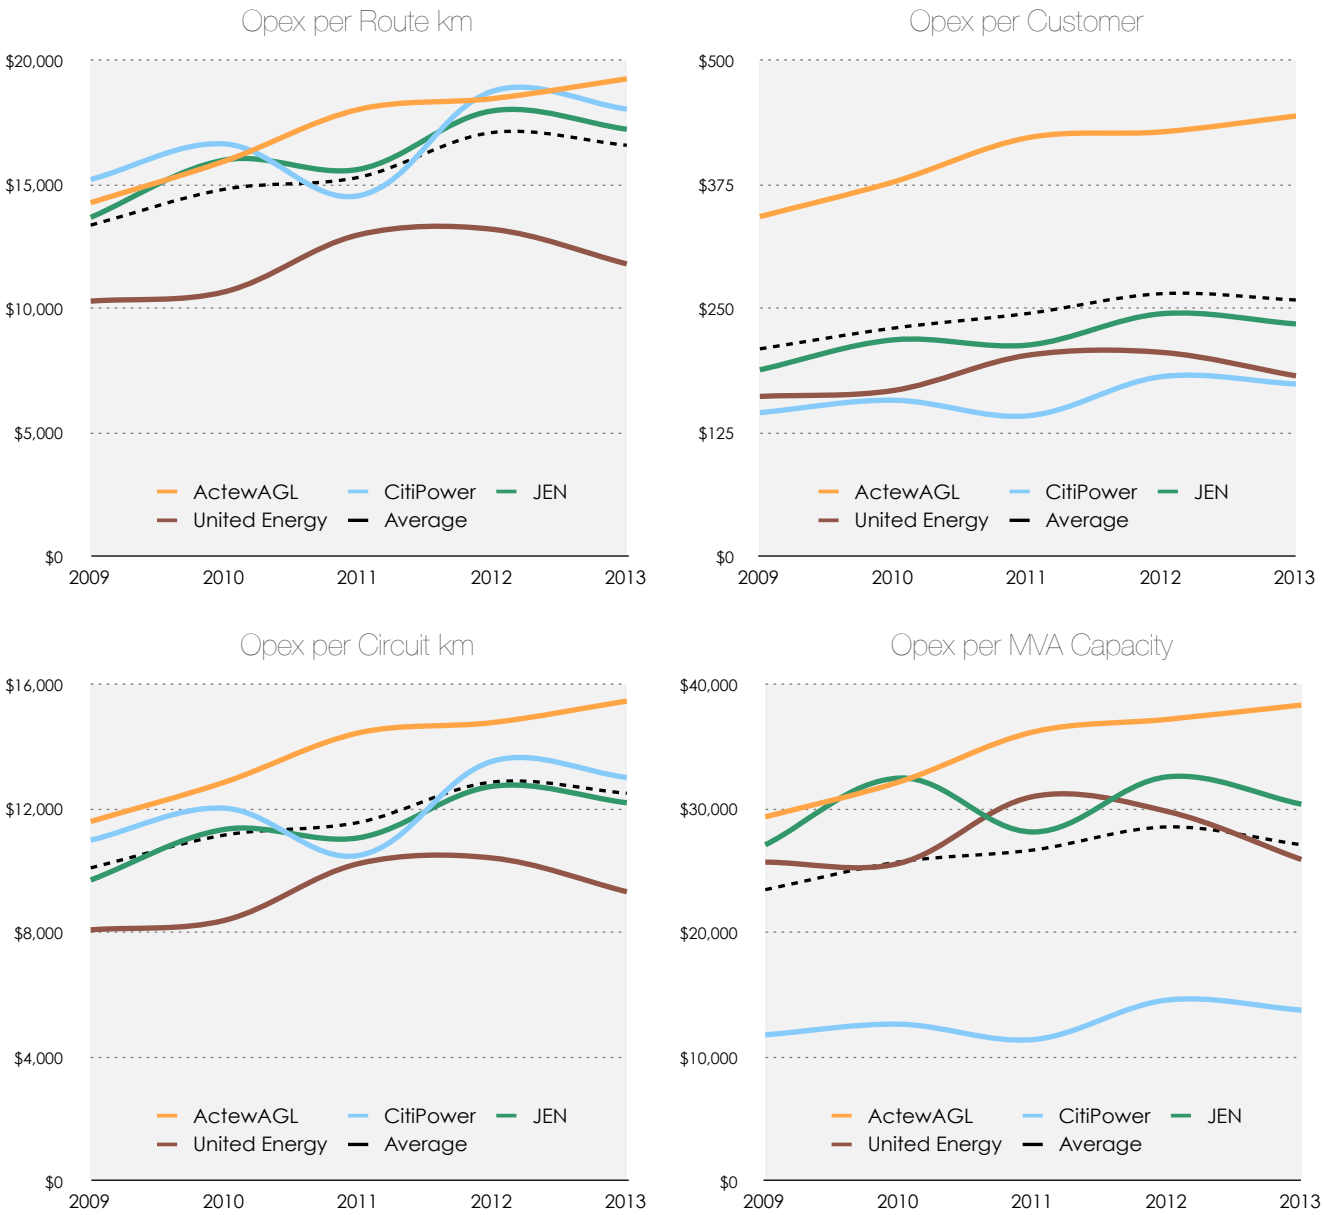 Opex per Route km
$20,000
$15,000
$10,000
$5,000
$0
ActewAGL CitiPower JEN
United Energy Average
2009 2010 2011 2012 2013
Opex per Customer
$500
$375
$250
$125
$0
ActewAGL CitiPower JEN
United Energy Average
2009 2010 2011 2012 2013
Opex per Circuit km
$16,000
$12,000
$8,000
$4,000
$0
ActewAGL CitiPower JEN
United Energy Average
2009 2010 2011 2012 2013
Opex per MVA Capacity
$40,000
$30,000
$20,000
$10,000
$0
ActewAGL CitiPower JEN
United Energy Average
2009 2010 2011 2012 2013